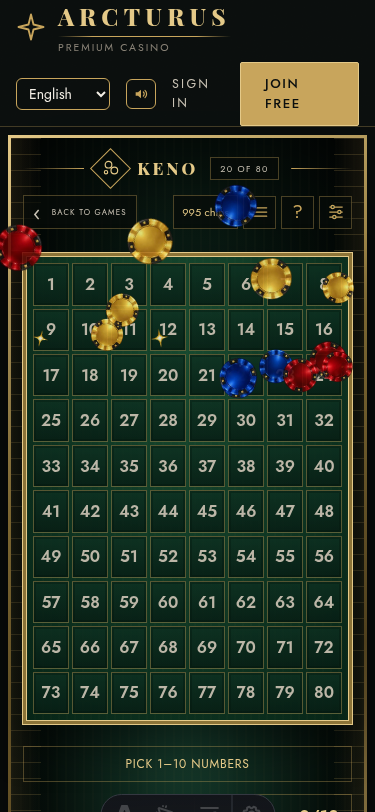 ARCTURUS
PREMIUM CASINO
English
SIGN IN
JOIN FREE
KENO
20 OF 80
BACK TO GAMES
995
?
1 2 3 4 5 6
9 12 13 14 15 16
17 18 19 20 21
25 26 27 28 29 30 31 32
33 34 35 36 37 38 39 40
41 42 43 44 45 46 47 48
49 50 51 52 53 54 55 56
57 58 59 60 61 62 63 64
65 66 67 68 69 70 71 72
73 74 75 76 77 78 79 80
PICK 1–10 NUMBERS